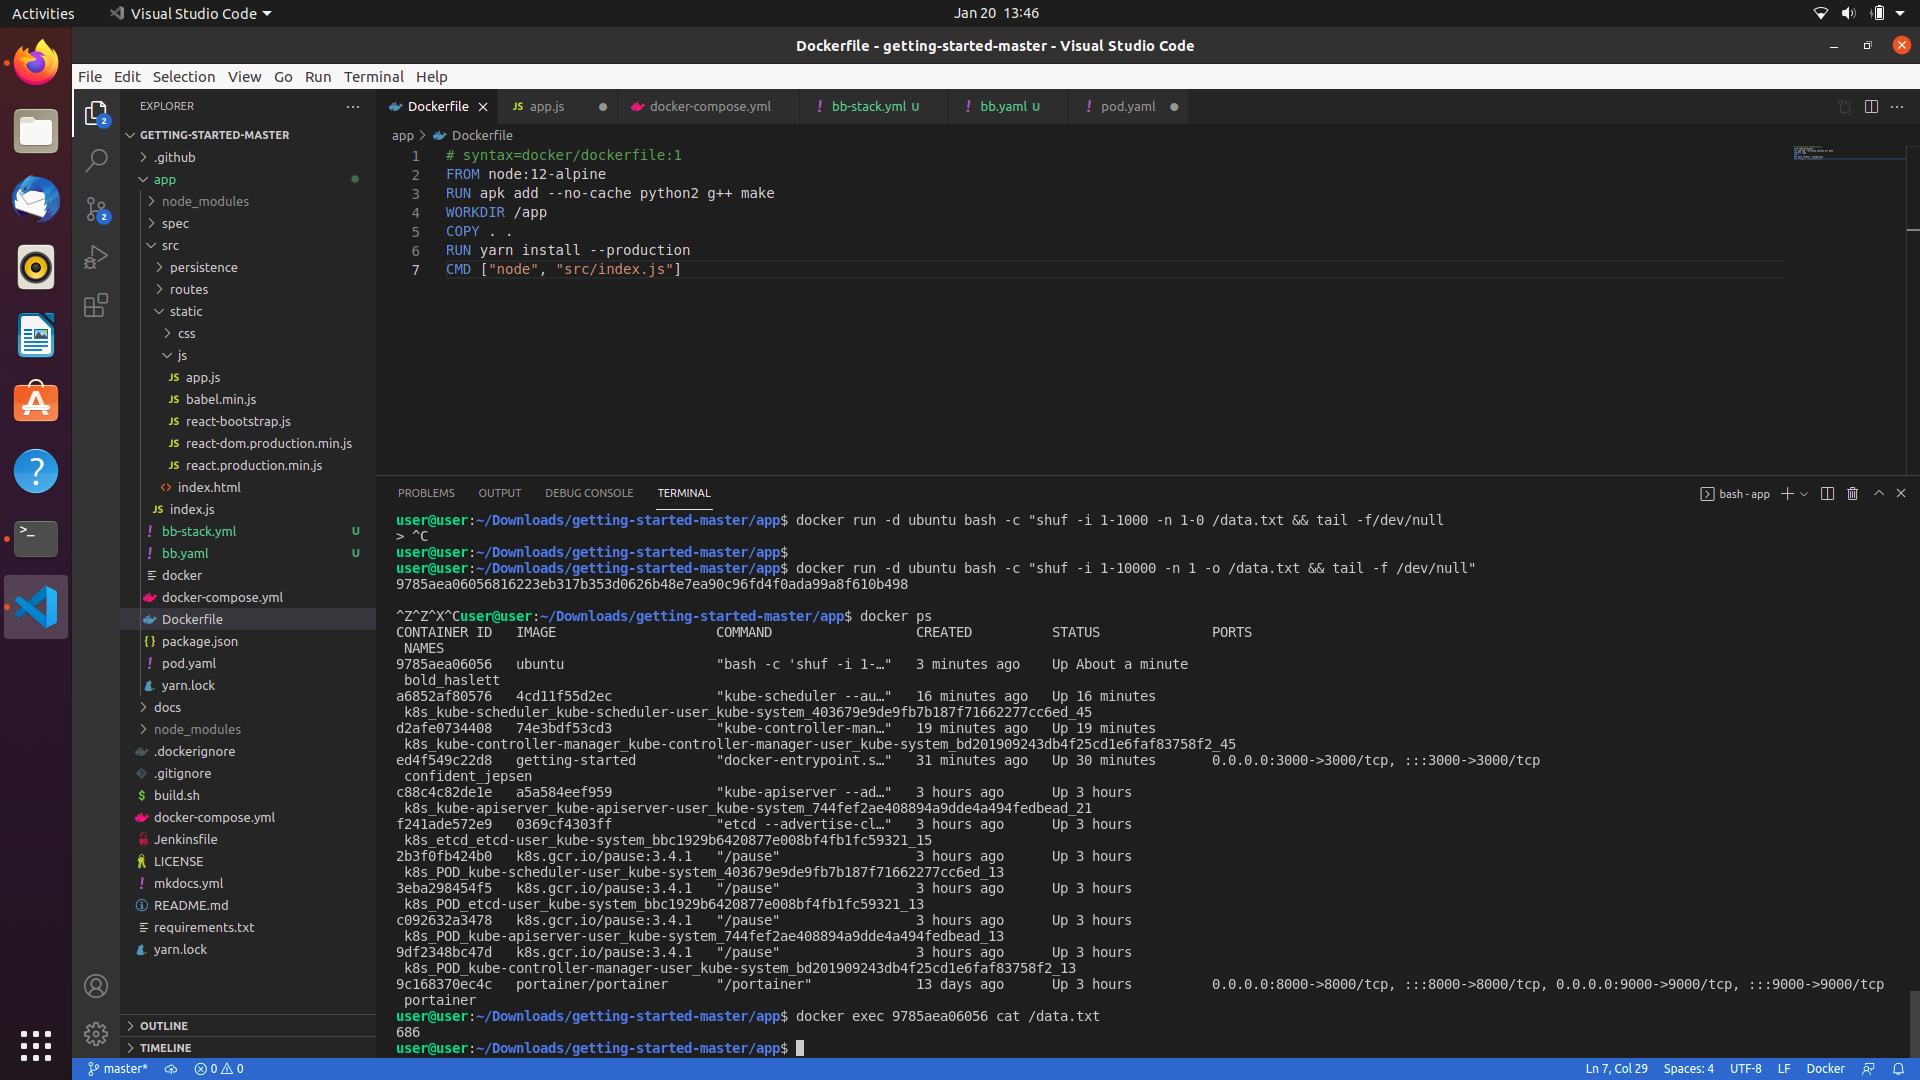 Activities
Visual Studio Code
Jan 20 13:46
Dockerfile - getting-started-master - Visual Studio Code
File Edit Selection View Go Run Terminal Help
EXPLORER
GETTING-STARTED-MASTER
.github
app
node_modules
spec
src
persistence
routes
static
css
js
JS app.js
JS babel.min.js
JS react-bootstrap.js
JS react-dom.production.min.js
JS react.production.min.js
<> index.html
JS index.js
! bb-stack.yml U
! bb.yaml U
docker
docker-compose.yml
Dockerfile
{} package.json
! pod.yaml
yarn.lock
docs
node_modules
.dockerignore
.gitignore
$ build.sh
docker-compose.yml
Jenkinsfile
LICENSE
! mkdocs.yml
README.md
requirements.txt
yarn.lock
OUTLINE
TIMELINE
2
2
Dockerfile
JS app.js
docker-compose.yml
! bb-stack.yml U
! bb.yaml U
! pod.yaml
app > Dockerfile
1 # syntax=docker/dockerfile:1
2 FROM node:12-alpine
3 RUN apk add --no-cache python2 g++ make
4 WORKDIR /app
5 COPY . .
6 RUN yarn install --production
7 CMD ["node", "src/index.js"]
PROBLEMS OUTPUT DEBUG CONSOLE TERMINAL
bash - app
user@user:~/Downloads/getting-started-master/app$ docker run -d ubuntu bash -c "shuf -i 1-1000 -n 1-0 /data.txt && tail -f/dev/null
> ^C
user@user:~/Downloads/getting-started-master/app$
user@user:~/Downloads/getting-started-master/app$ docker run -d ubuntu bash -c "shuf -i 1-10000 -n 1 -o /data.txt && tail -f /dev/null"
9785aea06056816223eb317b353d0626b48e7ea90c96fd4f0ada99a8f610b498
^Z^Z^X^Cuser@user:~/Downloads/getting-started-master/app$ docker ps
CONTAINER ID IMAGE COMMAND CREATED STATUS PORTS
NAMES
9785aea06056 ubuntu "bash -c 'shuf -i 1-…" 3 minutes ago Up About a minute
bold_haslett
a6852af80576 4cd11f55d2ec "kube-scheduler --au…" 16 minutes ago Up 16 minutes
k8s_kube-scheduler_kube-scheduler-user_kube-system_403679e9de9fb7b187f71662277cc6ed_45
d2afe0734408 74e3bdf53cd3 "kube-controller-man…" 19 minutes ago Up 19 minutes
k8s_kube-controller-manager_kube-controller-manager-user_kube-system_bd201909243db4f25cd1e6faf83758f2_45
ed4f549c22d8 getting-started "docker-entrypoint.s…" 31 minutes ago Up 30 minutes 0.0.0.0:3000->3000/tcp, :::3000->3000/tcp
confident_jepsen
c88c4c82de1e a5a584eef959 "kube-apiserver --ad…" 3 hours ago Up 3 hours
k8s_kube-apiserver_kube-apiserver-user_kube-system_744fef2ae408894a9dde4a494fedbead_21
f241ade572e9 0369cf4303ff "etcd --advertise-cl…" 3 hours ago Up 3 hours
k8s_etcd_etcd-user_kube-system_bbc1929b6420877e008bf4fb1fc59321_15
2b3f0fb424b0 k8s.gcr.io/pause:3.4.1 "/pause" 3 hours ago Up 3 hours
k8s_POD_kube-scheduler-user_kube-system_403679e9de9fb7b187f71662277cc6ed_13
3eba298454f5 k8s.gcr.io/pause:3.4.1 "/pause" 3 hours ago Up 3 hours
k8s_POD_etcd-user_kube-system_bbc1929b6420877e008bf4fb1fc59321_13
c092632a3478 k8s.gcr.io/pause:3.4.1 "/pause" 3 hours ago Up 3 hours
k8s_POD_kube-apiserver-user_kube-system_744fef2ae408894a9dde4a494fedbead_13
9df2348bc47d k8s.gcr.io/pause:3.4.1 "/pause" 3 hours ago Up 3 hours
k8s_POD_kube-controller-manager-user_kube-system_bd201909243db4f25cd1e6faf83758f2_13
9c168370ec4c portainer/portainer "/portainer" 13 days ago Up 3 hours 0.0.0.0:8000->8000/tcp, :::8000->8000/tcp, 0.0.0.0:9000->9000/tcp, :::9000->9000/tcp
portainer
user@user:~/Downloads/getting-started-master/app$ docker exec 9785aea06056 cat /data.txt
686
user@user:~/Downloads/getting-started-master/app$
master* 0 0
Ln 7, Col 29 Spaces: 4 UTF-8 LF Docker